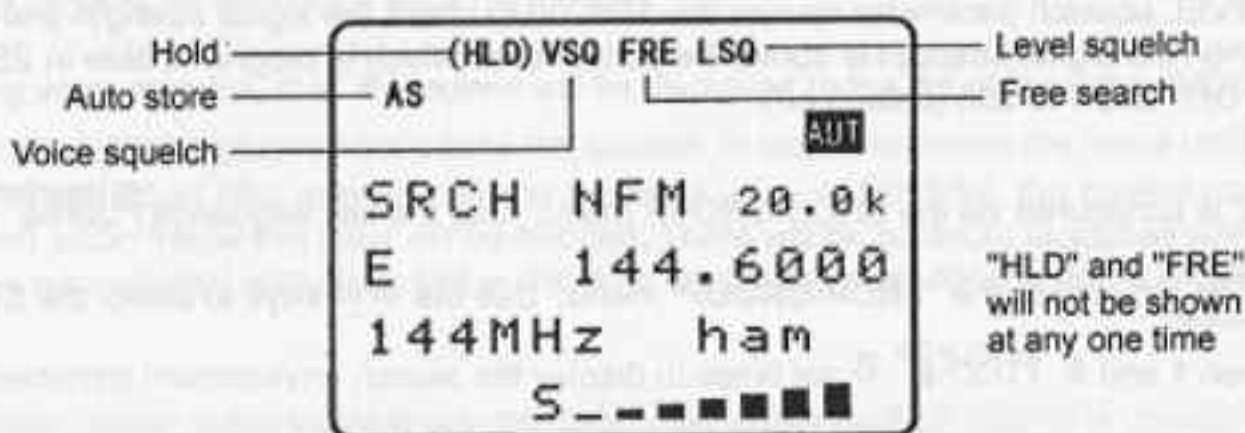 Hold (HLD) VSQ FRE LSQ Level squelch
Auto store AS Free search
AUT
Voice squelch
SRCH NFM 20.0k
E 144.6000
144MHz ham
S
"HLD" and "FRE"
will not be shown
at any one time